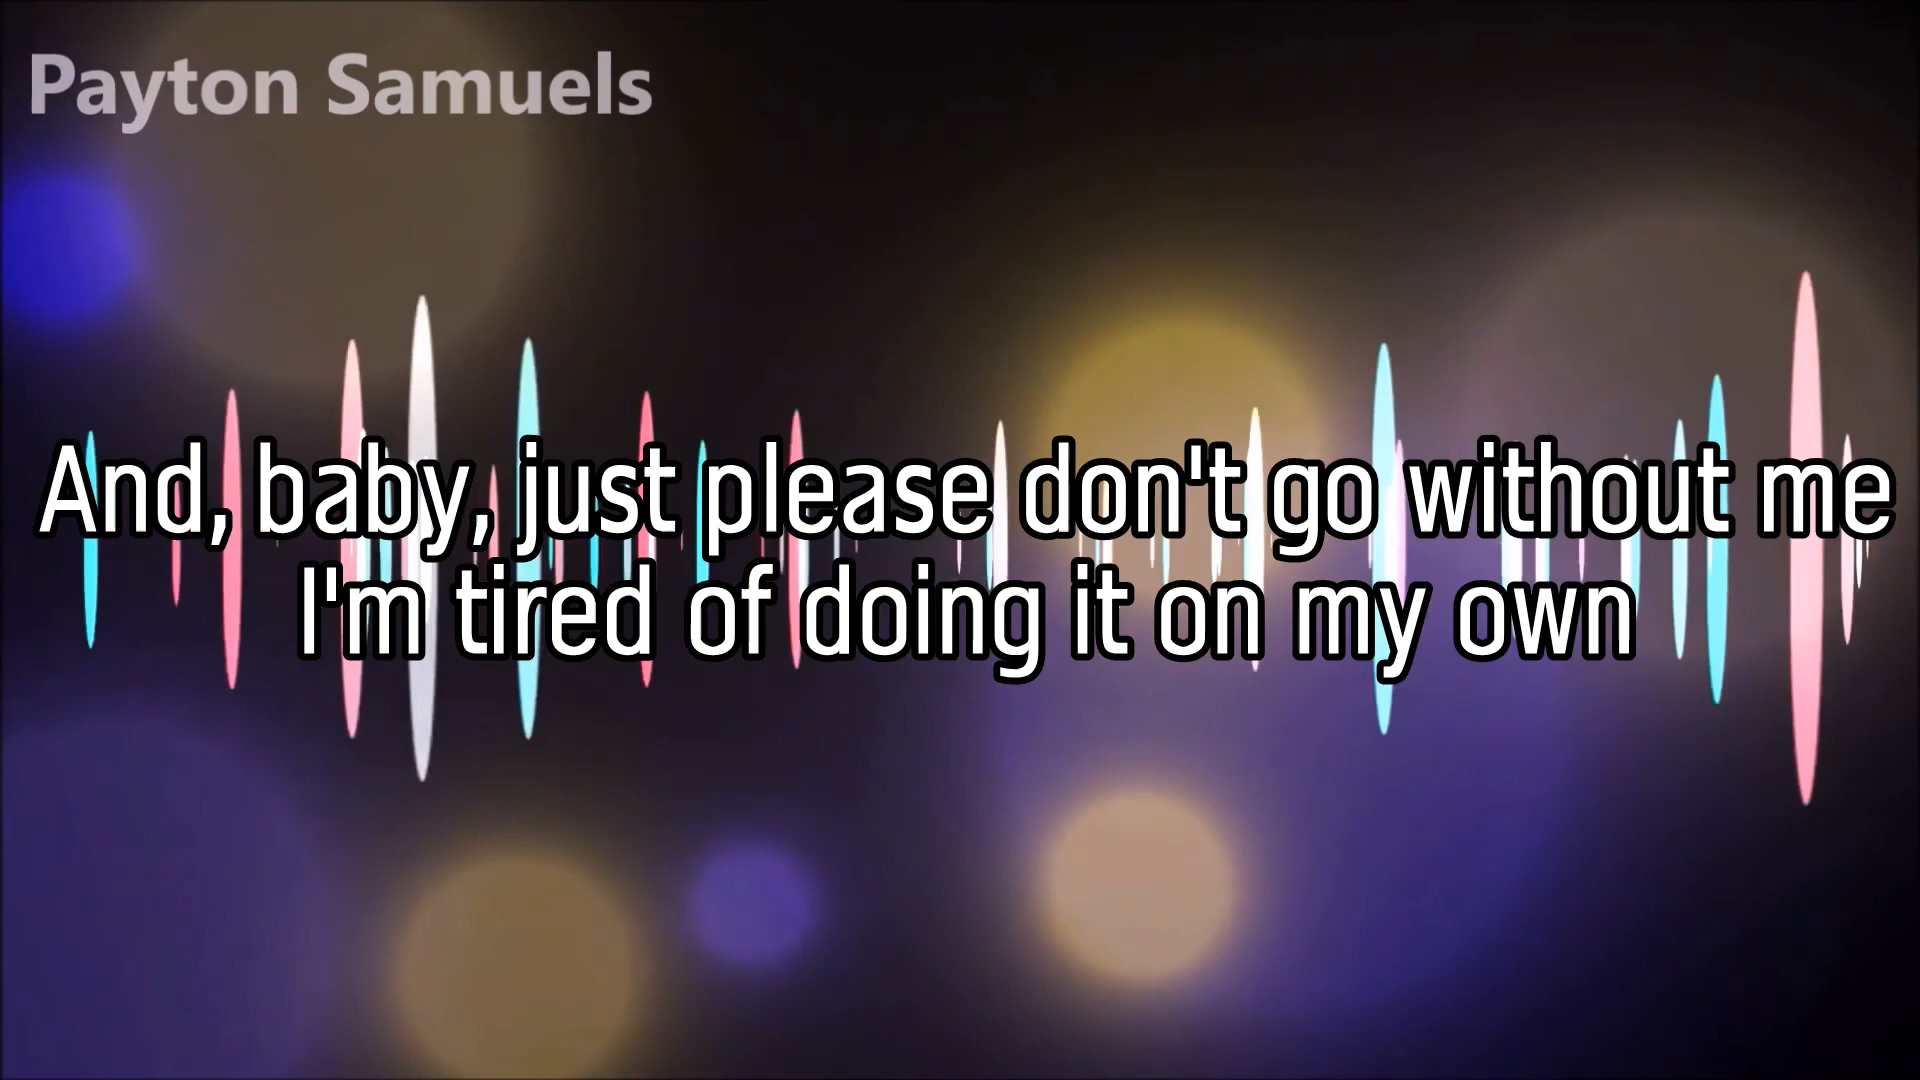 Payton Samuels
And, baby, just please don't go without me
I'm tired of doing it on my own